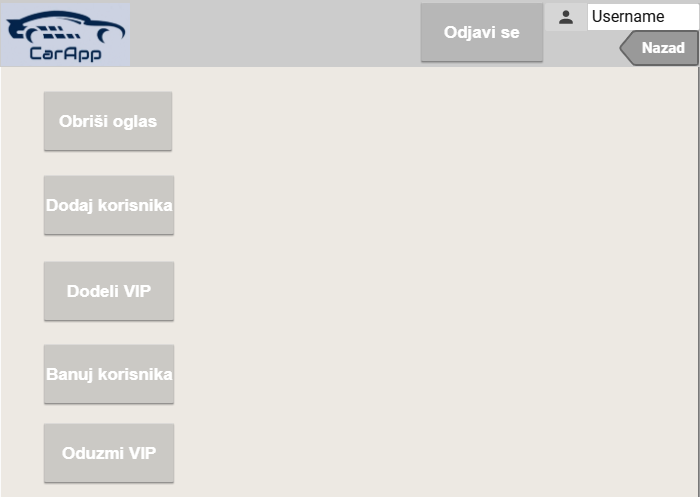 CarApp
Odjavi se
Username
Nazad
Obriši oglas
Dodaj korisnika
Dodeli VIP
Banuj korisnika
Oduzmi VIP